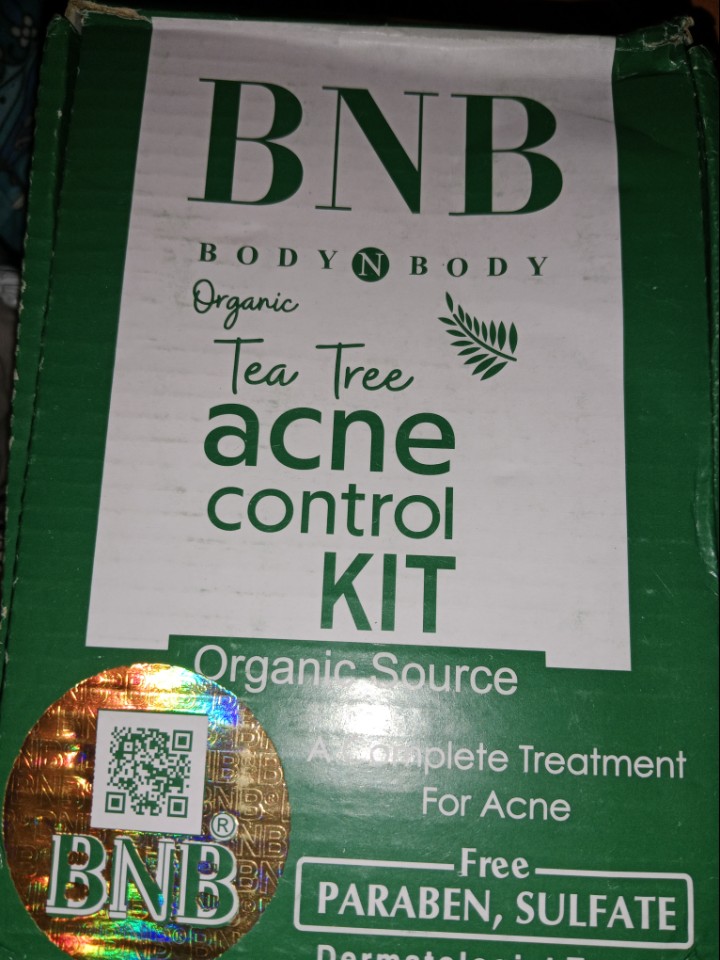 BNB
BODY N BODY
Organic
Tea Tree
acne
control
KIT
Organic Source
A Complete Treatment
For Acne
Free
PARABEN, SULFATE
BNB®